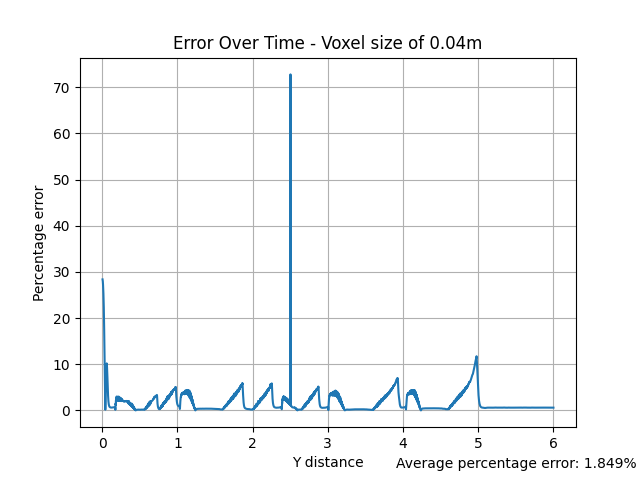 Error Over Time - Voxel size of 0.04m
Percentage error
70
60
50
40
30
20
10
0
0 1 2 3 4 5 6
Y distance
Average percentage error: 1.849%